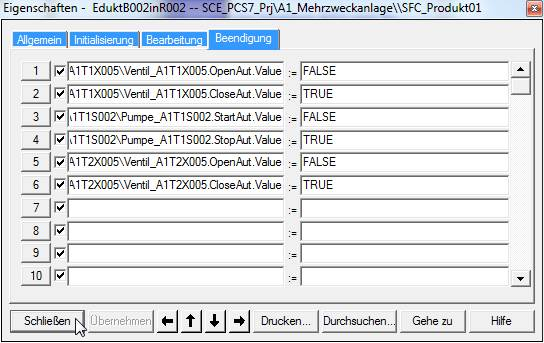 Eigenschaften - EduktB002inR002 -- SCE_PCS7_Prj\A1_Mehrzweckanlage\\SFC_Produkt01
Allgemein Initialisierung Bearbeitung Beendigung
1 A1T1X005\Ventil_A1T1X005.OpenAut.Value := FALSE
2 A1T1X005\Ventil_A1T1X005.CloseAut.Value := TRUE
3 \1T1S002\Pumpe_A1T1S002.StartAut.Value := FALSE
4 \1T1S002\Pumpe_A1T1S002.StopAut.Value := TRUE
5 A1T2X005\Ventil_A1T2X005.OpenAut.Value := FALSE
6 A1T2X005\Ventil_A1T2X005.CloseAut.Value := TRUE
7 :=
8 :=
9 :=
10 :=
Schließen Übernehmen Drucken... Durchsuchen... Gehe zu Hilfe